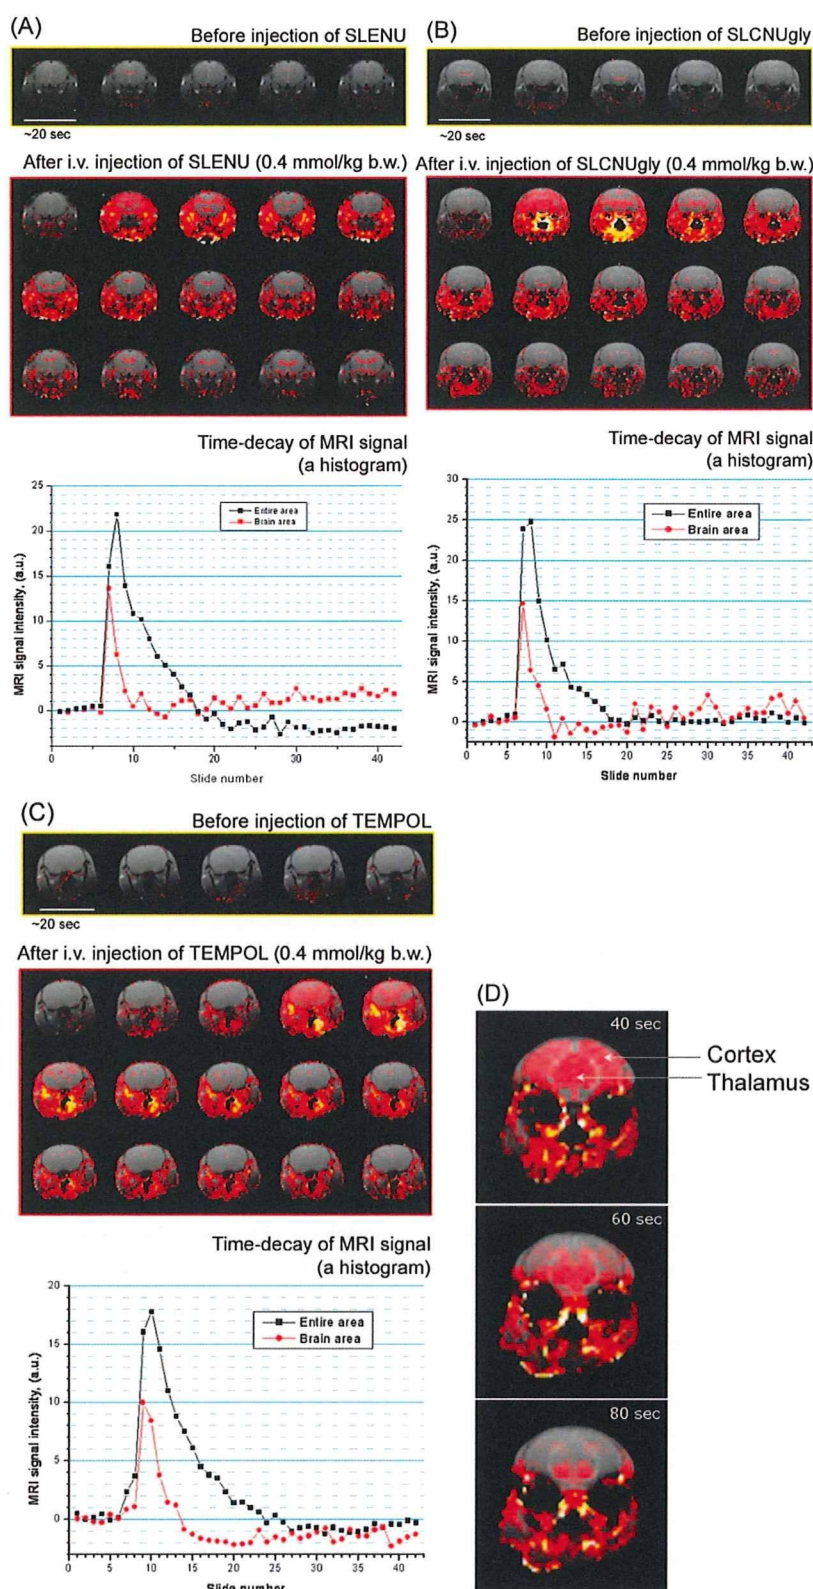 (A)
Before injection of SLENU
~20 sec
After i.v. injection of SLENU (0.4 mmol/kg b.w.)
Time-decay of MRI signal
(a histogram)
25
20
15
10
5
0
MRI signal intensity, (a.u.)
Entire area
Brain area
0
10
20
30
40
Slide number
(B)
Before injection of SLCNUgly
~20 sec
After i.v. injection of SLCNUgly (0.4 mmol/kg b.w.)
Time-decay of MRI signal
(a histogram)
30
25
20
15
10
5
0
MRI signal intensity, (a.u.)
Entire area
Brain area
0
5
10
15
20
25
30
35
40
Slide number
(C)
Before injection of TEMPOL
~20 sec
After i.v. injection of TEMPOL (0.4 mmol/kg b.w.)
Time-decay of MRI signal
(a histogram)
20
15
10
5
0
MRI signal intensity, (a.u.)
Entire area
Brain area
0
5
10
15
20
25
30
35
40
Slide number
(D)
40 sec
Cortex
Thalamus
60 sec
80 sec